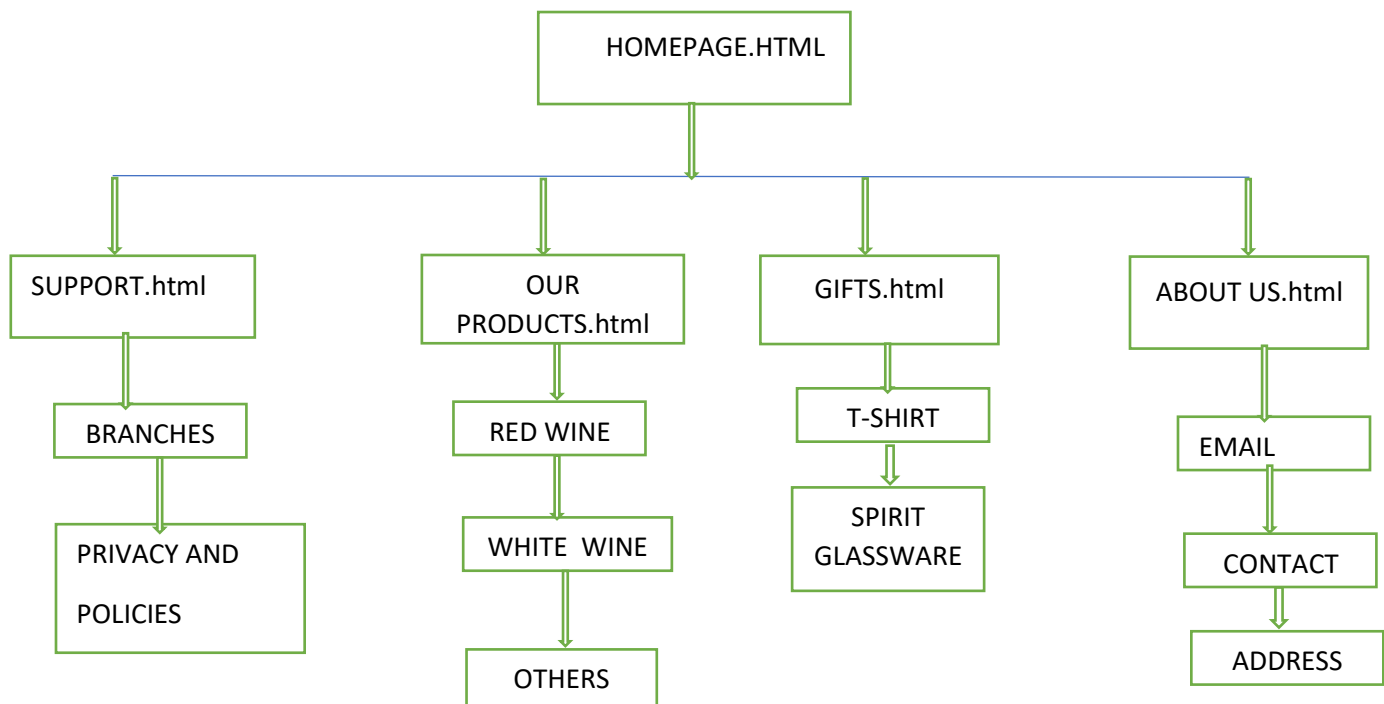 HOMEPAGE.HTML
SUPPORT.html
OUR
PRODUCTS.html
GIFTS.html
ABOUT US.html
BRANCHES
RED WINE
T-SHIRT
EMAIL
PRIVACY AND
POLICIES
WHITE  WINE
SPIRIT
GLASSWARE
CONTACT
OTHERS
ADDRESS